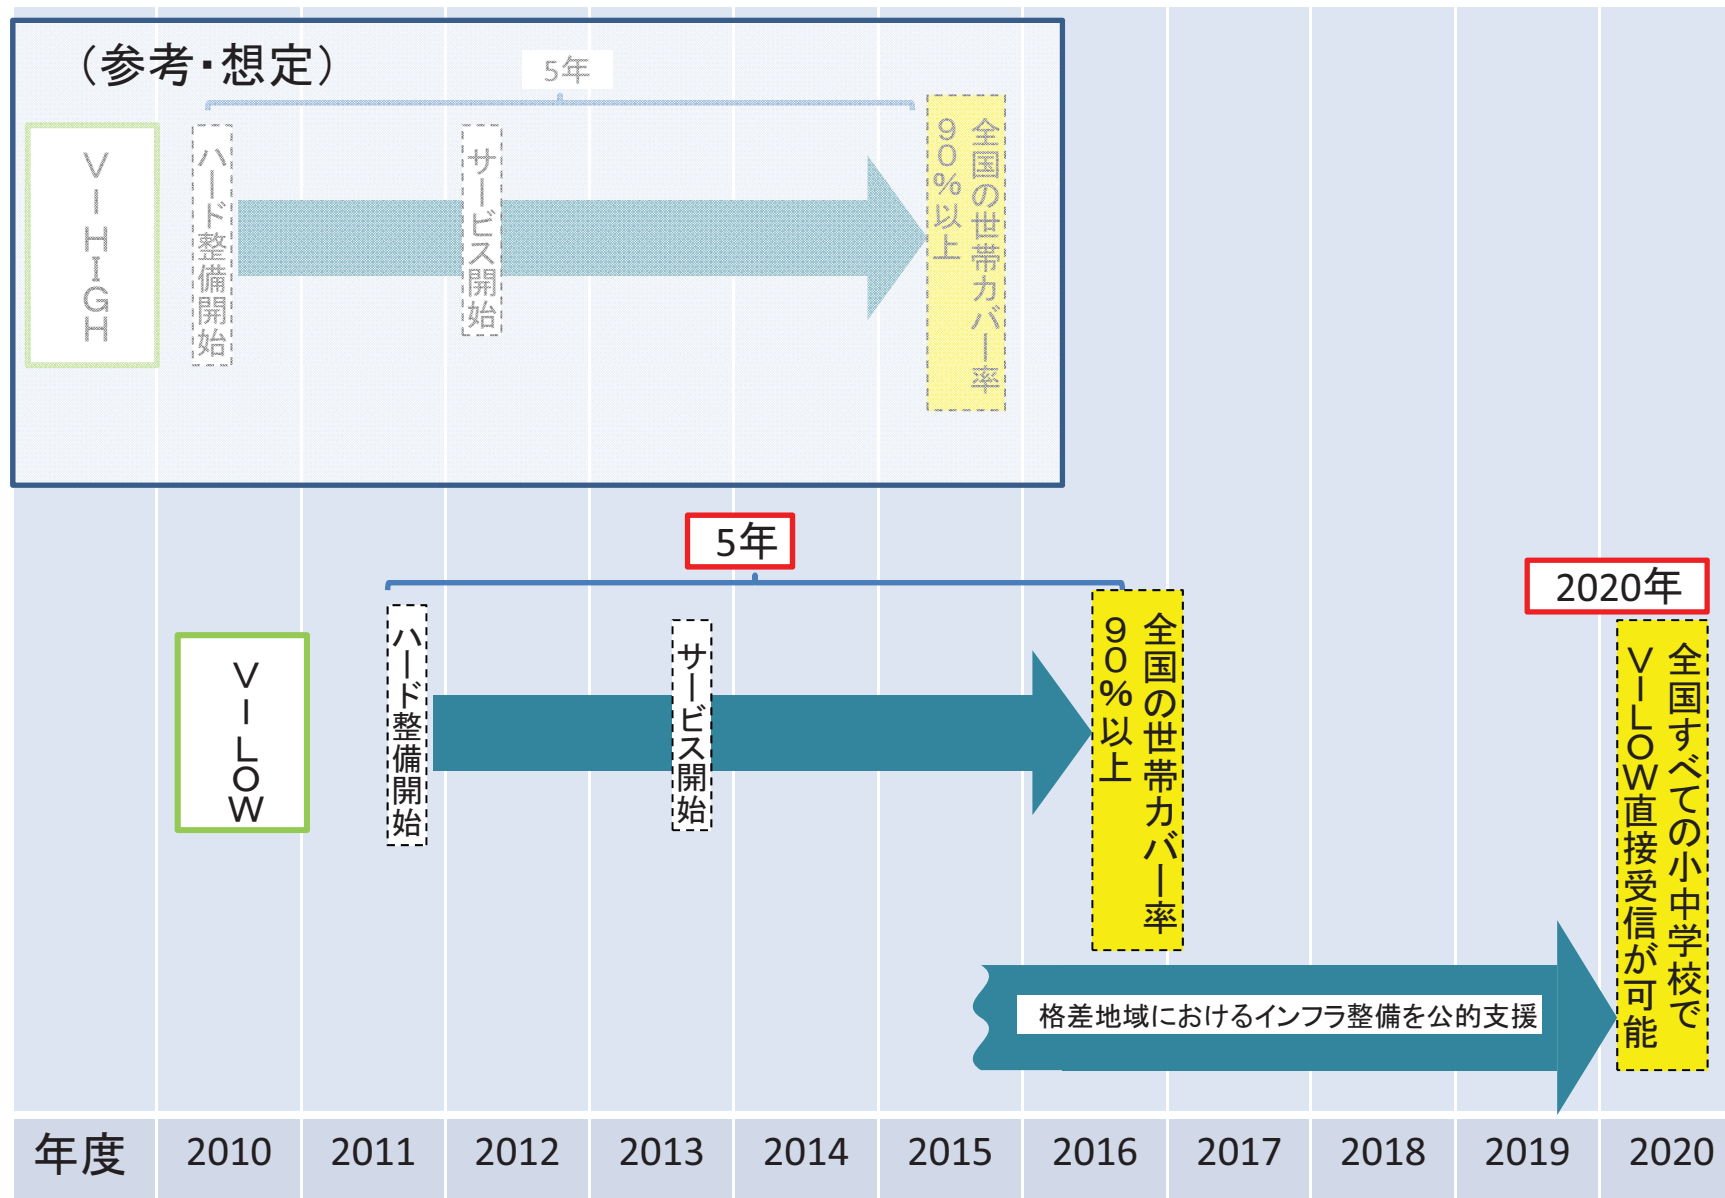 （参考・想定）
5年
ＶＩＨＩＧＨ
ハード整備開始
サービス開始
全国の世帯カバー率
９０％以上
5年
2020年
ＶＩＬＯＷ
ハード整備開始
サービス開始
全国の世帯カバー率
９０％以上
全国すべての小中学校で
ＶＩＬＯＷ直接受信が可能
格差地域におけるインフラ整備を公的支援
年度 2010 2011 2012 2013 2014 2015 2016 2017 2018 2019 2020